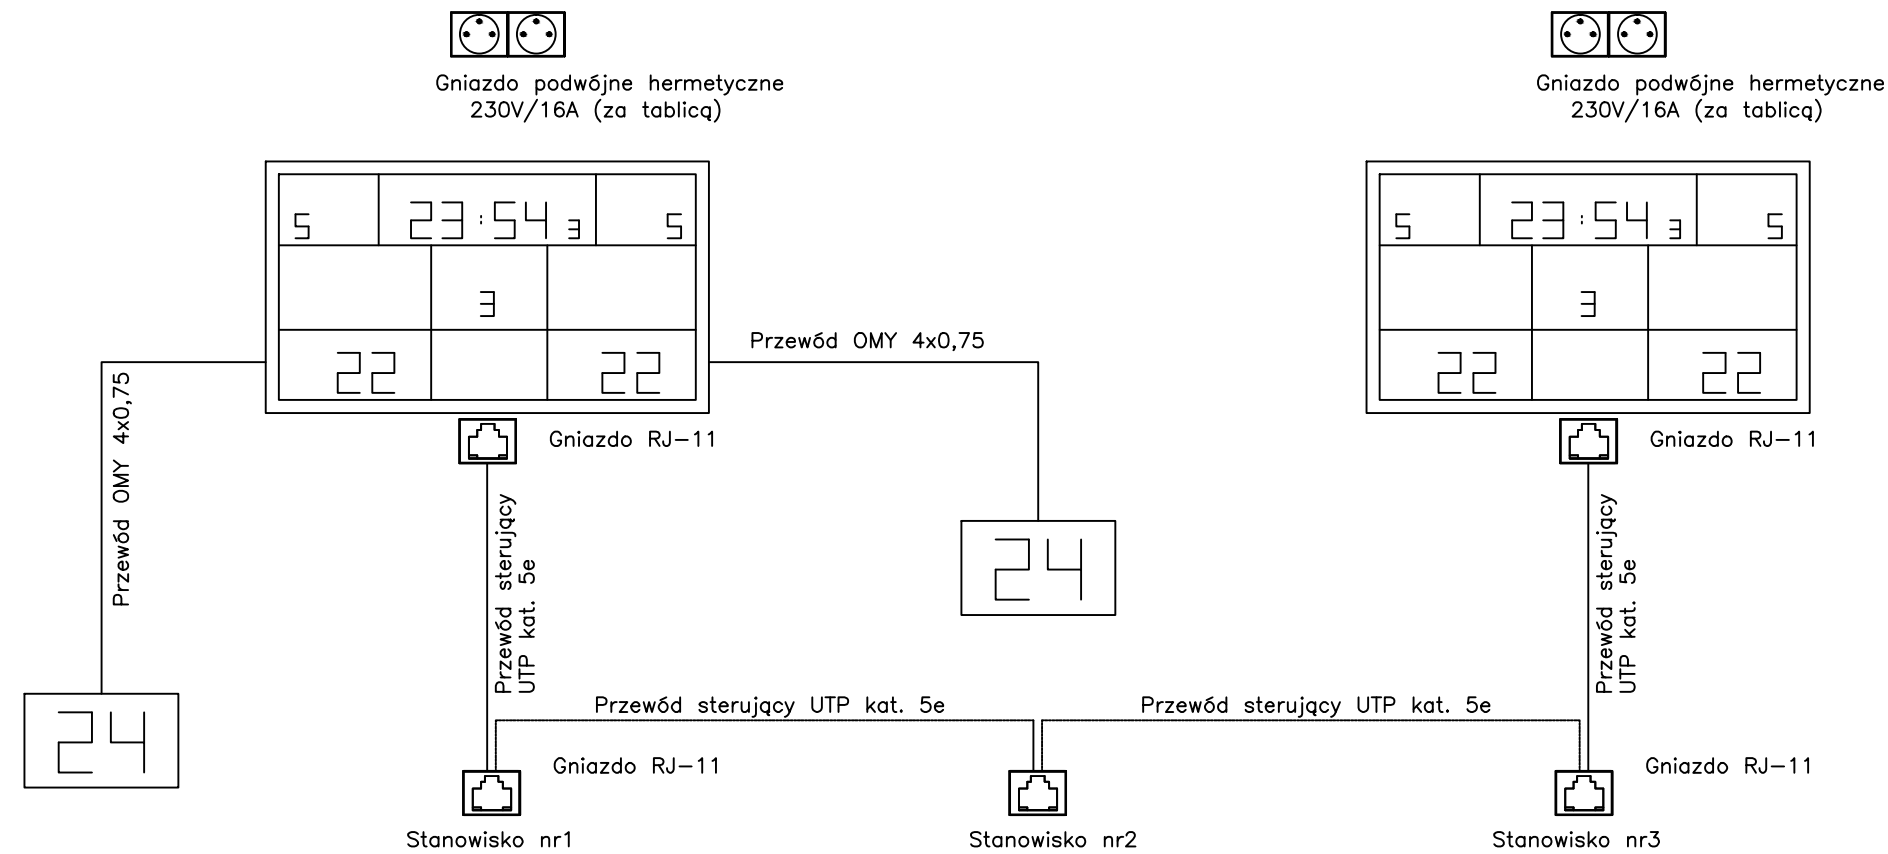 Gniazdo podwójne hermetyczne
230V/16A (za tablicą)
Gniazdo podwójne hermetyczne
230V/16A (za tablicą)
5 23:54 3 5
3
22 22
5 23:54 3 5
3
22 22
Przewód OMY 4x0,75
Przewód OMY 4x0,75
Gniazdo RJ-11
Gniazdo RJ-11
Przewód sterujący
UTP kat. 5e
24
Przewód sterujący
UTP kat. 5e
24
Przewód sterujący UTP kat. 5e
Przewód sterujący UTP kat. 5e
Gniazdo RJ-11
Gniazdo RJ-11
Stanowisko nr1
Stanowisko nr2
Stanowisko nr3